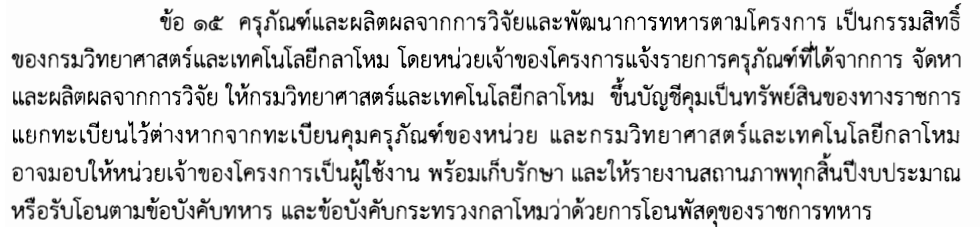 ข้อ ๑๕ ครุภัณฑ์และผลิตผลจากการวิจัยและพัฒนาการทหารตามโครงการ เป็นกรรมสิทธิ์
ของกรมวิทยาศาสตร์และเทคโนโลยีกลาโหม โดยหน่วยเจ้าของโครงการแจ้งรายการครุภัณฑ์ที่ได้จากการ จัดหา
และผลิตผลจากการวิจัย ให้กรมวิทยาศาสตร์และเทคโนโลยีกลาโหม ขึ้นบัญชีคุมเป็นทรัพย์สินของทางราชการ
แยกทะเบียนไว้ต่างหากจากทะเบียนคุมครุภัณฑ์ของหน่วย และกรมวิทยาศาสตร์และเทคโนโลยีกลาโหม
อาจมอบให้หน่วยเจ้าของโครงการเป็นผู้ใช้งาน พร้อมเก็บรักษา และให้รายงานสถานภาพทุกสิ้นปีงบประมาณ
หรือรับโอนตามข้อบังคับทหาร และข้อบังคับกระทรวงกลาโหมว่าด้วยการโอนพัสดุของราชการทหาร